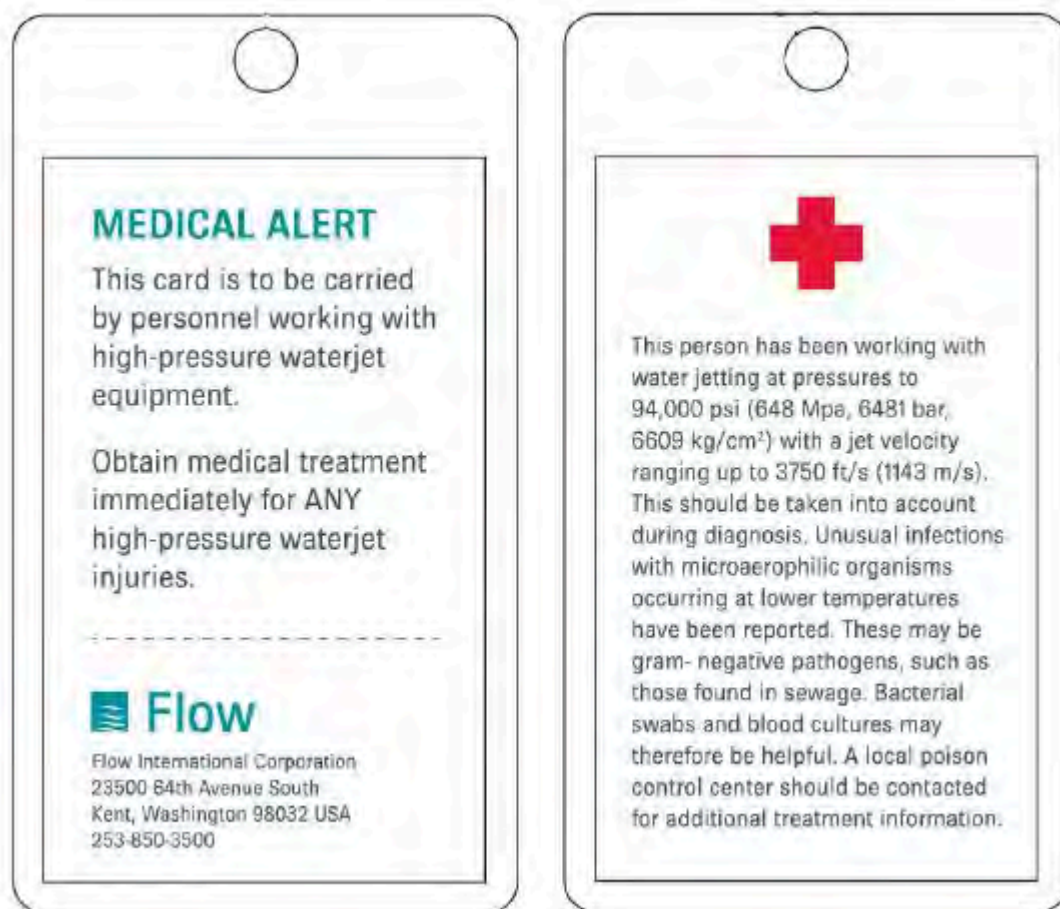 MEDICAL ALERT
This card is to be carried
by personnel working with
high-pressure waterjet
equipment.
Obtain medical treatment
immediately for ANY
high-pressure waterjet
injuries.
Flow
Flow International Corporation
23500 64th Avenue South
Kent, Washington 98032 USA
253-850-3500
This person has been working with
water jetting at pressures to
94,000 psi (648 Mpa, 6481 bar,
6609 kg/cm²) with a jet velocity
ranging up to 3750 ft/s (1143 m/s).
This should be taken into account
during diagnosis. Unusual infections
with microaerophilic organisms
occurring at lower temperatures
have been reported. These may be
gram- negative pathogens, such as
those found in sewage. Bacterial
swabs and blood cultures may
therefore be helpful. A local poison
control center should be contacted
for additional treatment information.